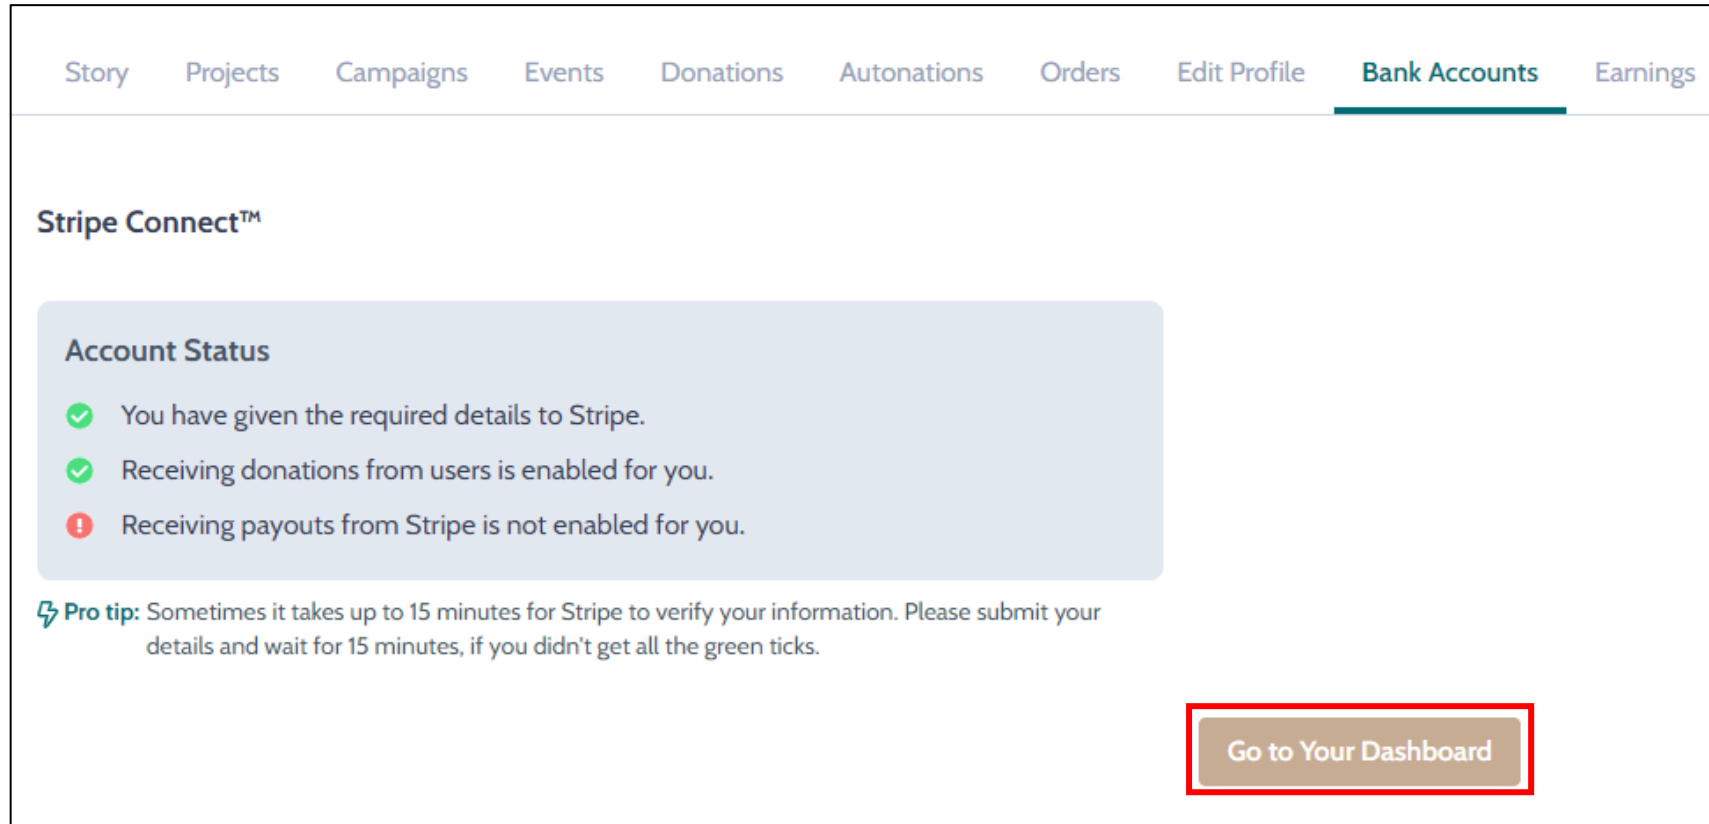 Story Projects Campaigns Events Donations Autonations Orders Edit Profile Bank Accounts Earnings
Stripe Connect™
Account Status
You have given the required details to Stripe.
Receiving donations from users is enabled for you.
Receiving payouts from Stripe is not enabled for you.
Pro tip: Sometimes it takes up to 15 minutes for Stripe to verify your information. Please submit your
details and wait for 15 minutes, if you didn't get all the green ticks.
Go to Your Dashboard